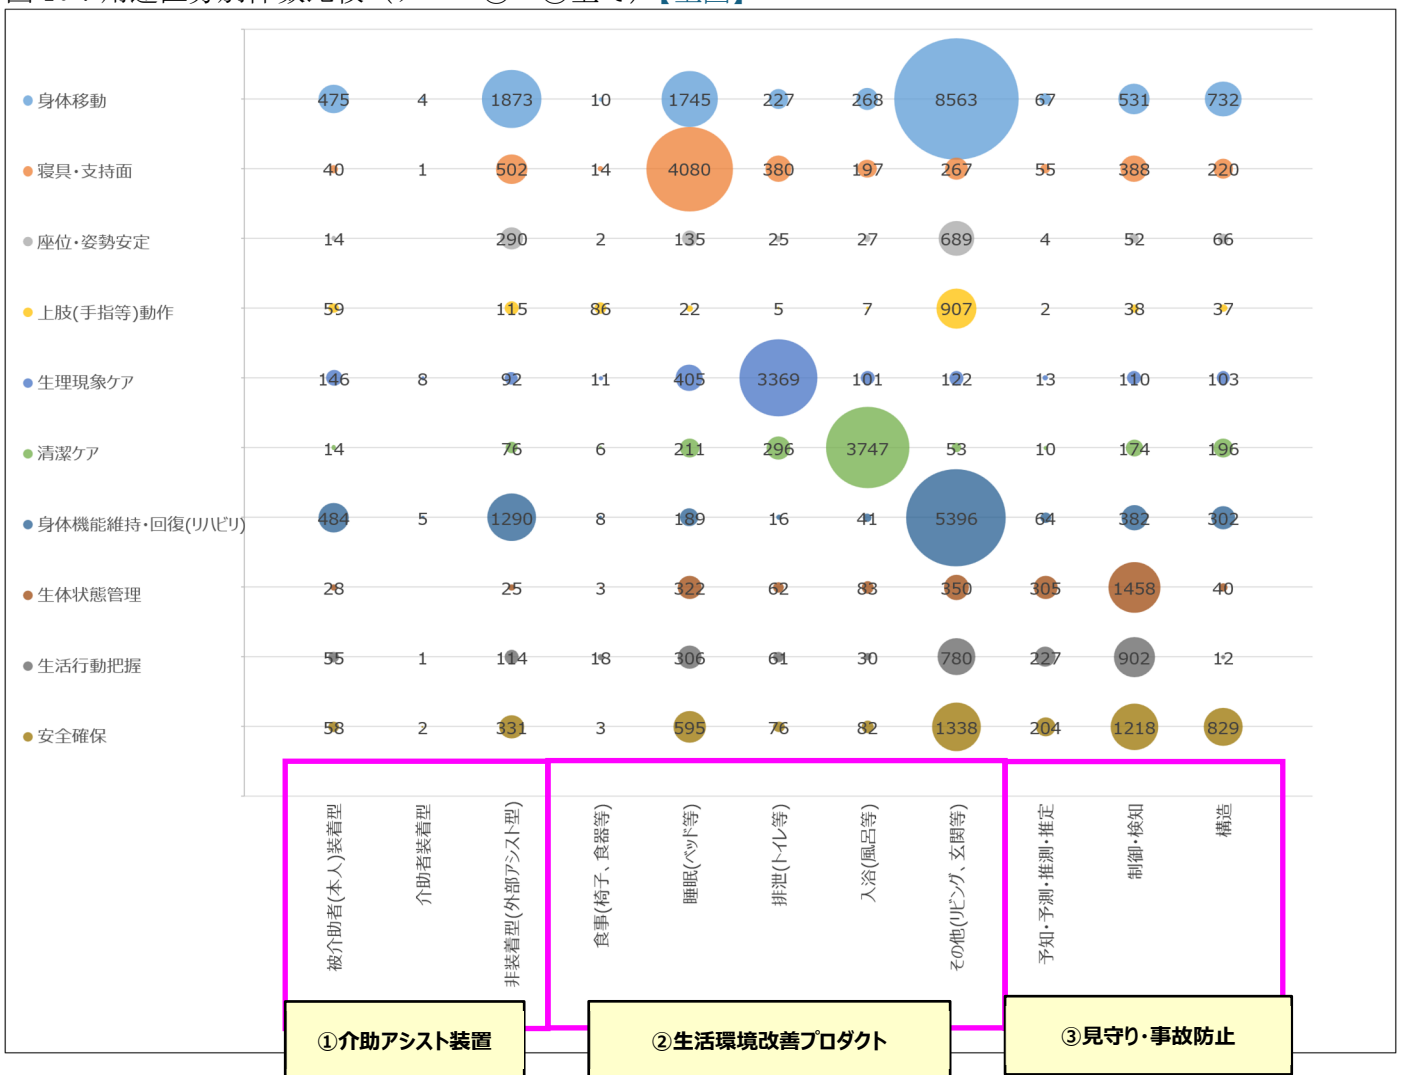 【全図】
身体移動 475 4 1873 10 1745 227 268 8563 67 531 732
寝具・支持面 40 1 502 14 4080 380 197 267 55 388 220
座位・姿勢安定 14 290 2 135 25 27 689 4 52 66
上肢(手指等)動作 59 115 86 22 5 7 907 2 38 37
生理現象ケア 146 8 92 11 405 3369 101 122 13 110 103
清潔ケア 14 76 6 211 296 3747 53 10 174 196
身体機能維持・回復(リハビリ) 484 5 1290 8 189 16 41 5396 64 382 302
生体状態管理 28 25 3 322 62 83 350 305 1458 40
生活行動把握 55 1 114 18 306 61 30 780 227 902 12
安全確保 58 2 331 3 595 76 82 1338 204 1218 829
被介助者(本人)装着型
介助者装着型
非装着型(外部アシスト型)
食事(椅子、食器等)
睡眠(ベッド等)
排泄(トイレ等)
入浴(風呂等)
その他(リビング、玄関等)
予知・予測・推測・推定
制御・検知
構造
①介助アシスト装置
②生活環境改善プロダクト
③見守り・事故防止